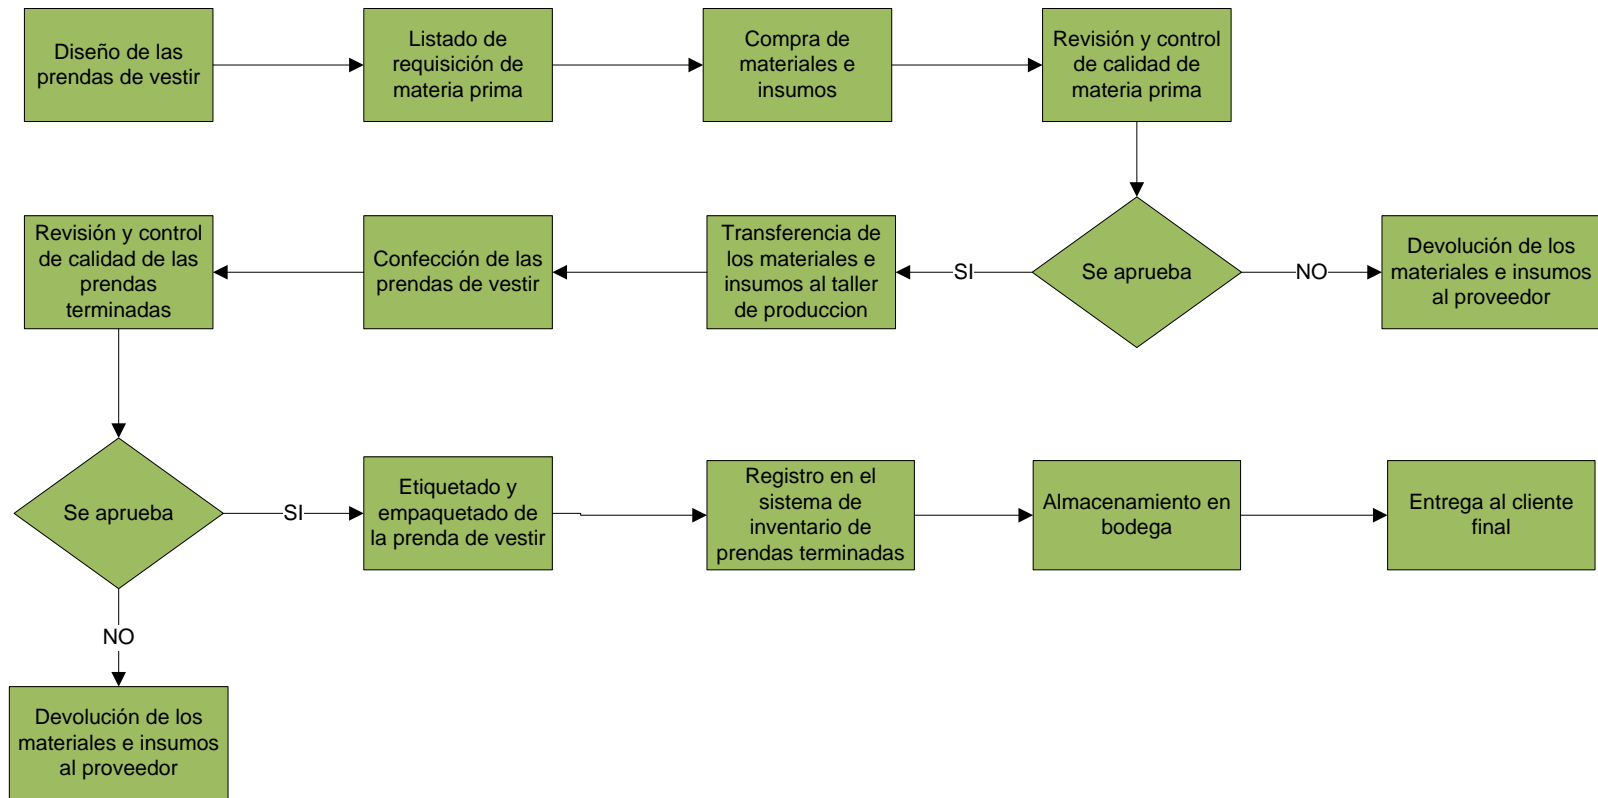 Diseño de las
prendas de vestir
Listado de
requisición de
materia prima
Compra de
materiales e
insumos
Revisión y control
de calidad de
materia prima
Revisión y control
de calidad de las
prendas
terminadas
Confección de las
prendas de vestir
Transferencia de
los materiales e
insumos al taller
de produccion
SI
Se aprueba
NO
Devolución de los
materiales e insumos
al proveedor
Se aprueba
SI
Etiquetado y
empaquetado de
la prenda de vestir
Registro en el
sistema de
inventario de
prendas terminadas
Almacenamiento en
bodega
Entrega al cliente
final
NO
Devolución de los
materiales e insumos
al proveedor